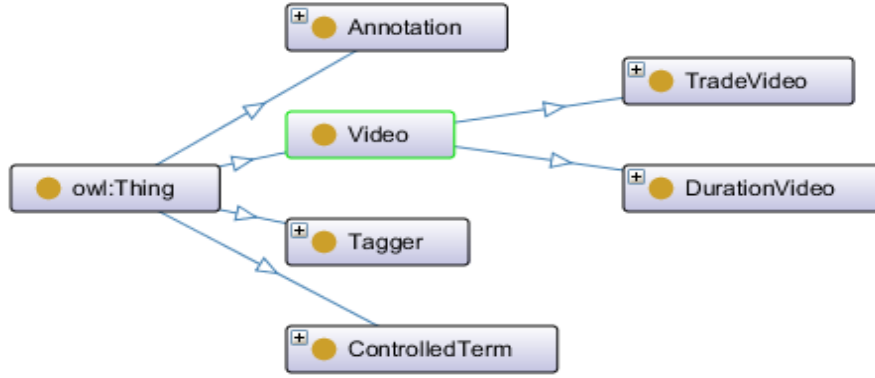 Annotation
TradeVideo
Video
owl:Thing
DurationVideo
Tagger
ControlledTerm